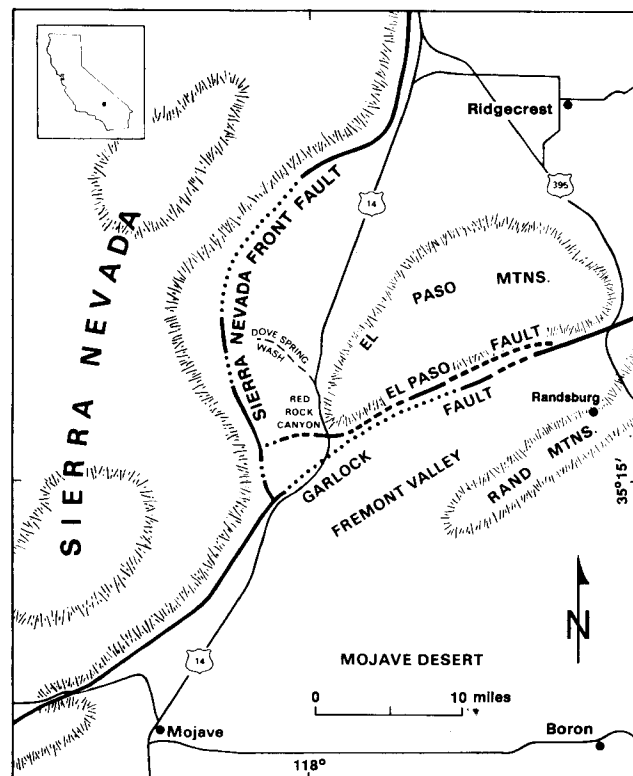 Ridgecrest
395
14
SIERRA NEVADA
SIERRA NEVADA FRONT FAULT
EL PASO MTNS.
DOVE SPRING
WASH
EL PASO FAULT
RED
ROCK
CANYON
FAULT
GARLOCK
Randsburg
RAND MTNS.
FREMONT VALLEY
35°15'
N
14
MOJAVE DESERT
0 10 miles
Mojave
Boron
118°